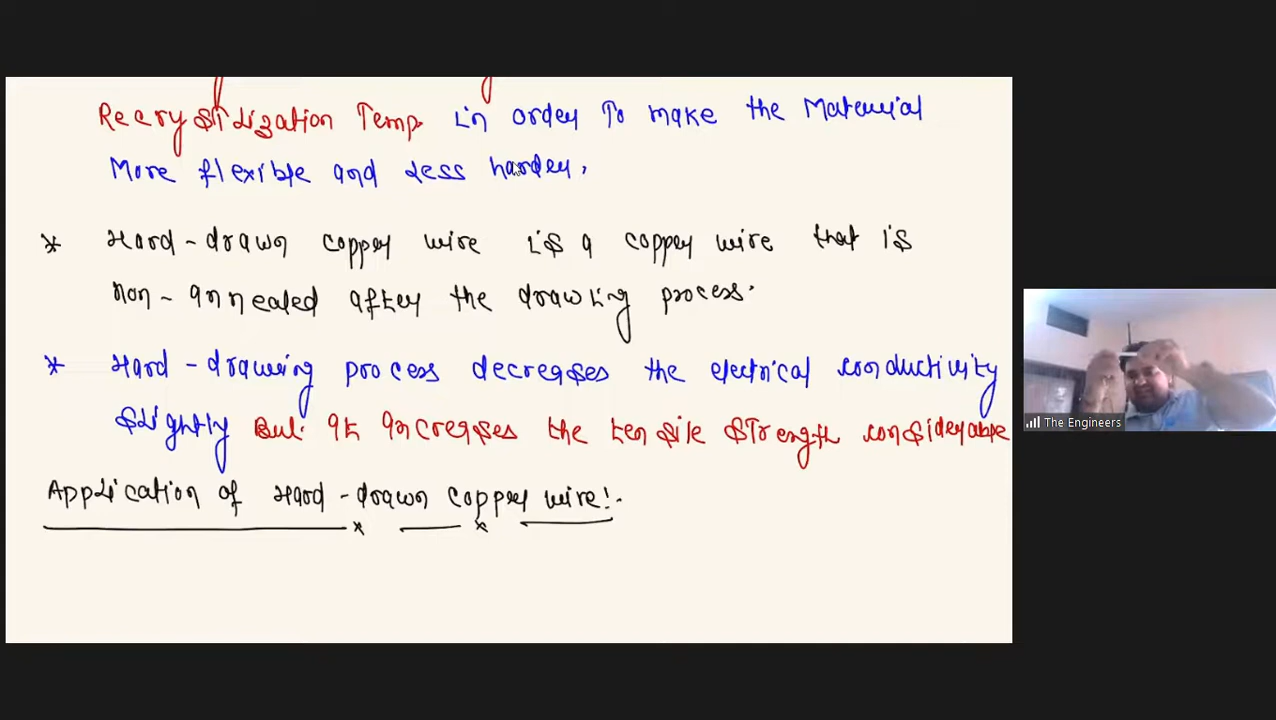 Recrystallization Temp. in order To make the Material
More flexible and less harder.
* Hard-drawn copper wire is a copper wire that is
non-annealed after the drawing process.
* Hard-drawing process decreases the electrical conductivity
slightly But it increases the tensile strength considerable
Application of Hard-drawn copper wire:-
The Engineers